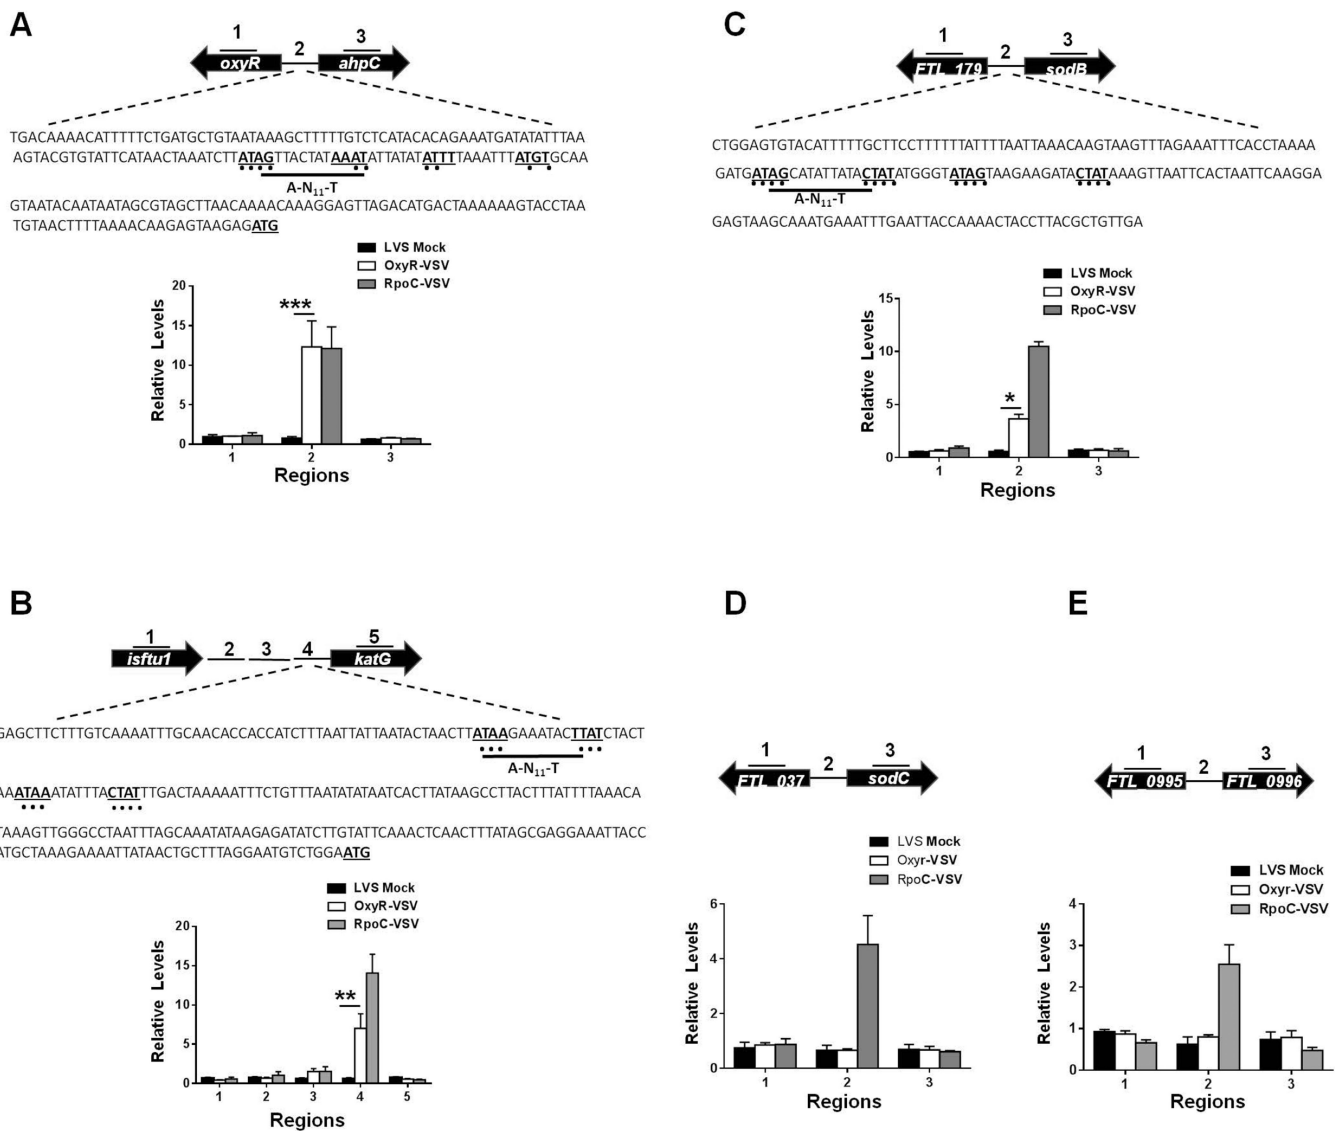 A
1
2
3
oxyR
ahpC
TGACAAAACATTTTTCTGATGCTGTAATAAAGCTTTTTGTCTCATACACAGAAATGATATATTTAA
AGTACGTGTATTCATAACTAAATCTTATAGTTACTATAAATATTATATATTTTAAATTTATGTGCAA
A-N11-T
GTAATACAATAATAGCGTAGCTTAACAAAACAAAGGAGTTAGACATGACTAAAAAAGTACCTAA
TGTAACTTTTAAAACAAGAGTAAGAGATG
LVS Mock
OxyR-VSV
RpoC-VSV
Relative Levels
20
15
10
5
0
***
1 2 3
Regions
B
1
2
3
4
5
isftu1
katG
GAGCTTCTTTGTCAAAATTTGCAACACCACCATCTTTAATTATTAATACTAACTTATAAGAAATACTTATCTACT
A-N11-T
AAATAAATATTTACTATTTGACTAAAAATTTCTGTTTAATATATAATCACTTATAAGCCTTACTTTATTTTAAACA
TAAAGTTGGGCCTAATTTAGCAAATATAAGAGATATCTTGTATTCAAACTCAACTTTATAGCGAGGAAATTACC
ATGCTAAAGAAAATTATAACTGCTTTAGGAATGTCTGGAATG
LVS Mock
OxyR-VSV
RpoC-VSV
Relative Levels
20
15
10
5
0
**
1 2 3 4 5
Regions
C
1
2
3
FTL_179
sodB
CTGGAGTGTACATTTTTGCTTCCTTTTTTTATTTTAATTAAACAAGTAAGTTTAGAAATTTCACCTAAAA
GATGATAGCATATTATACTATATGGGTATAGTAAGAAGATACTATAAAGTTAATTCACTAATTCAAGGA
A-N11-T
GAGTAAGCAAATGAAATTTGAATTACCAAAACTACCTTACGCTGTTGA
LVS Mock
OxyR-VSV
RpoC-VSV
Relative Levels
15
10
5
0
*
1 2 3
Regions
D
1
2
3
FTL_037
sodC
LVS Mock
Oxyr-VSV
RpoC-VSV
Relative Levels
6
4
2
0
1 2 3
Regions
E
1
2
3
FTL_0995
FTL_0996
LVS Mock
Oxyr-VSV
RpoC-VSV
Relative Levels
4
3
2
1
0
1 2 3
Regions